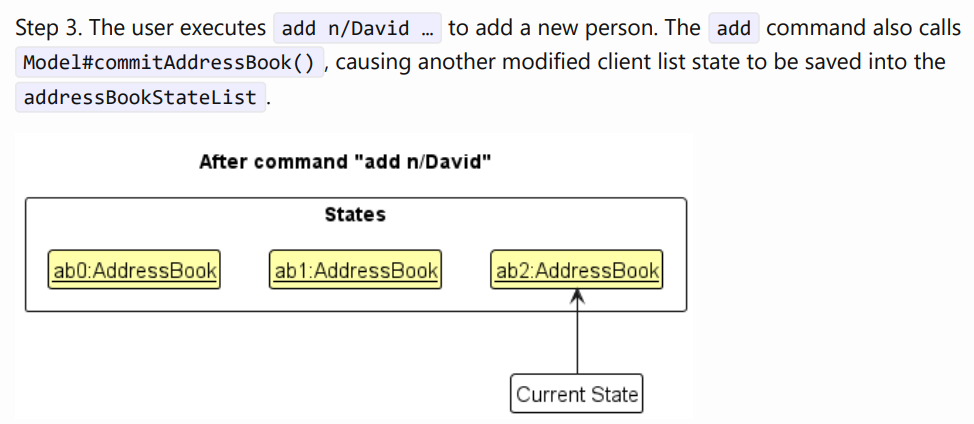 Step 3. The user executes add n/David … to add a new person. The add command also calls
Model#commitAddressBook() , causing another modified client list state to be saved into the
addressBookStateList .
After command "add n/David"
States
ab0:AddressBook ab1:AddressBook ab2:AddressBook
Current State